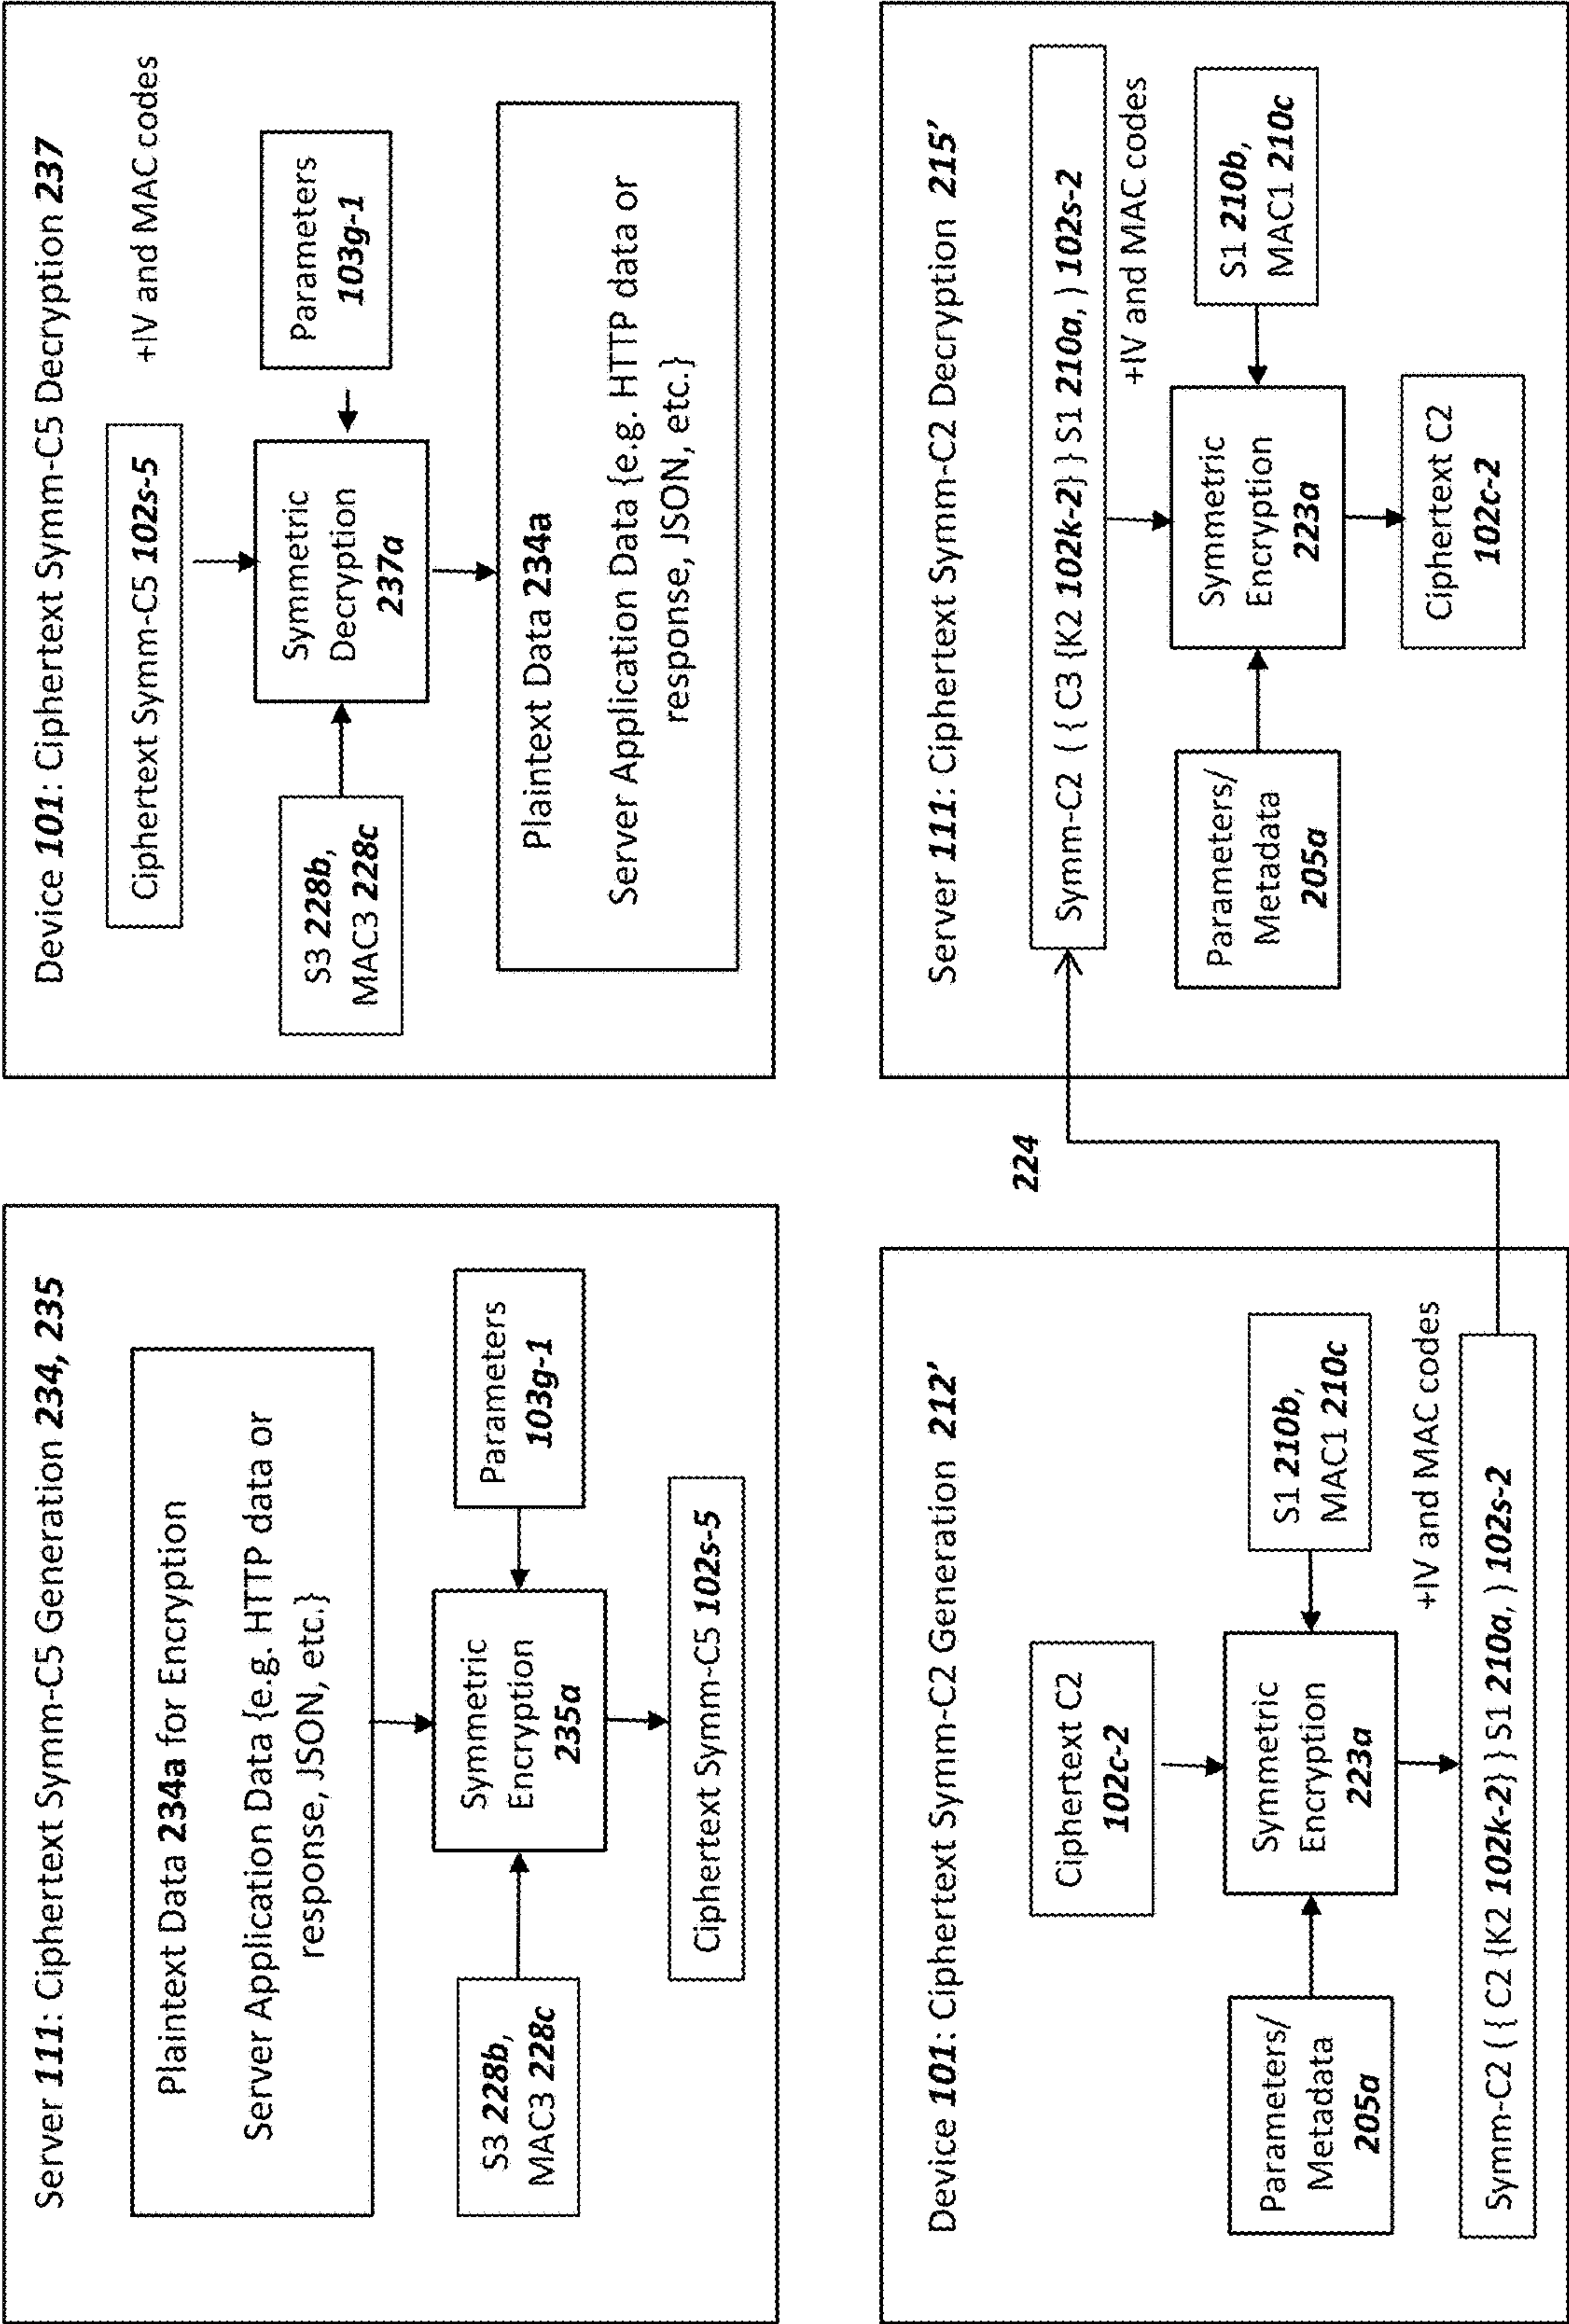 Server 111: Ciphertext Symm-C5 Generation 234, 235
Plaintext Data 234a for Encryption
Server Application Data {e.g. HTTP data or
response, JSON, etc.}
S3 228b,
MAC3 228c
Symmetric
Encryption
235a
Parameters
103g-1
Ciphertext Symm-C5 102s-5
Device 101: Ciphertext Symm-C5 Decryption 237
Ciphertext Symm-C5 102s-5
+IV and MAC codes
S3 228b,
MAC3 228c
Symmetric
Decryption
237a
Parameters
103g-1
Plaintext Data 234a
Server Application Data {e.g. HTTP data or
response, JSON, etc.}
Device 101: Ciphertext Symm-C2 Generation 212'
Ciphertext C2
102c-2
Parameters/
Metadata
205a
Symmetric
Encryption
223a
S1 210b,
MAC1 210c
+IV and MAC codes
Symm-C2 ( { C2 {K2 102k-2} } S1 210a, ) 102s-2
224
Server 111: Ciphertext Symm-C2 Decryption 215'
Symm-C2 ( { C3 {K2 102k-2} } S1 210a, ) 102s-2
+IV and MAC codes
Parameters/
Metadata
205a
Symmetric
Encryption
223a
S1 210b,
MAC1 210c
Ciphertext C2
102c-2